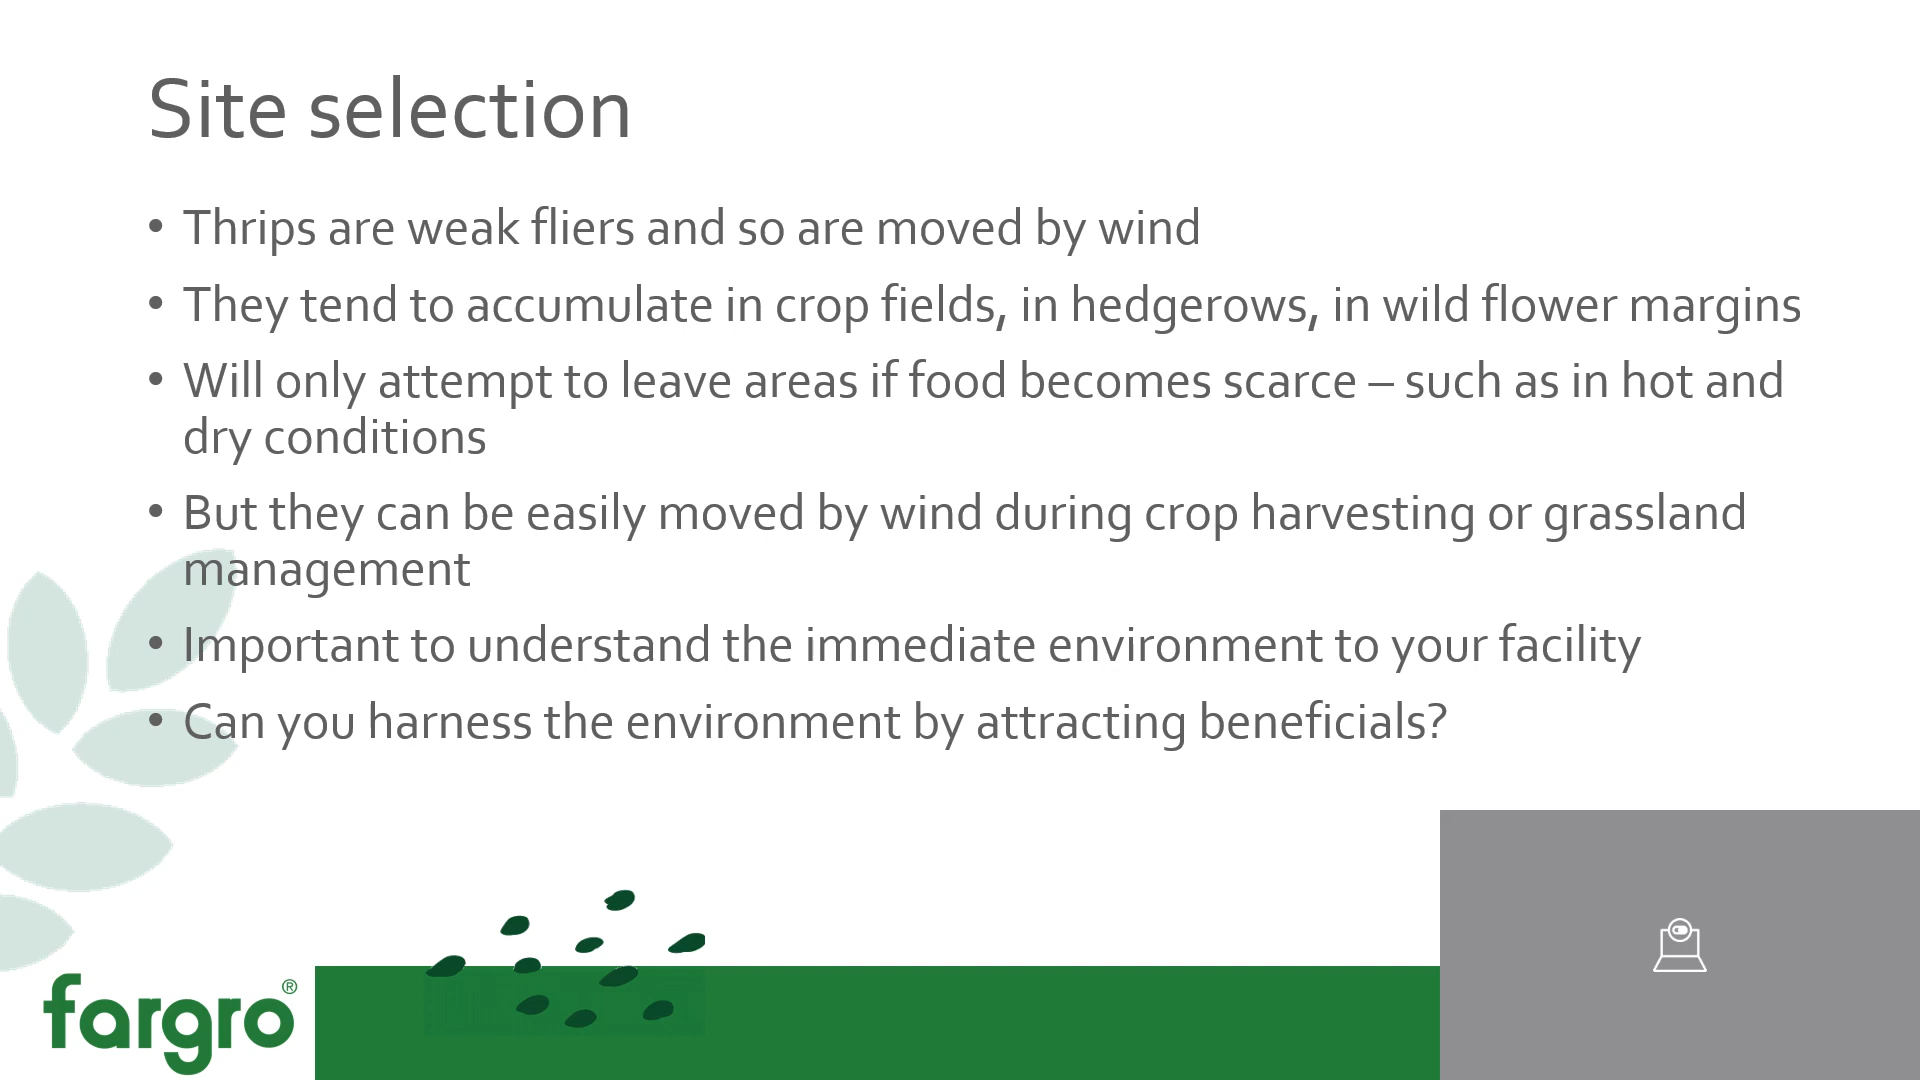 Site selection
• Thrips are weak fliers and so are moved by wind
• They tend to accumulate in crop fields, in hedgerows, in wild flower margins
• Will only attempt to leave areas if food becomes scarce – such as in hot and
dry conditions
• But they can be easily moved by wind during crop harvesting or grassland
management
• Important to understand the immediate environment to your facility
• Can you harness the environment by attracting beneficials?
fargro®